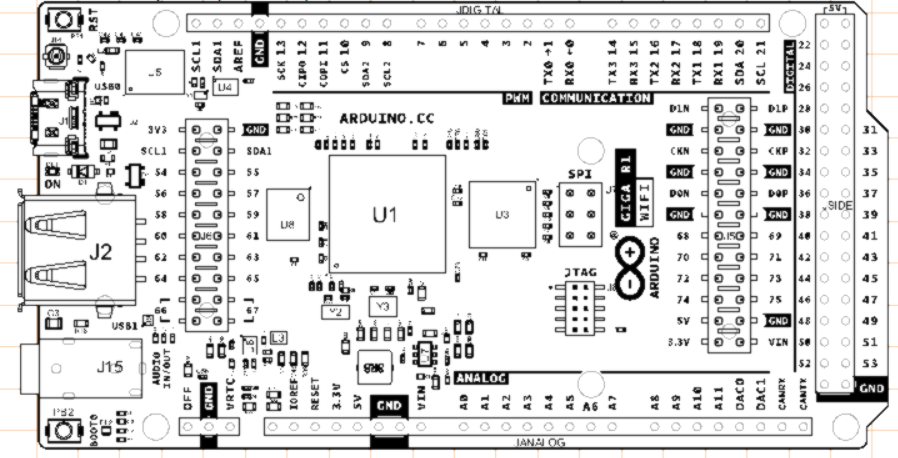 JDIGITAL
5V
RST
PB1
J14
SCL1
SDA1
AREF
GND
SCK 13
CIPO 12
COPI 11
CS 10
SDA2 9
SCL2 8
7
6
5
4
3
2
TX0→1
RX0←0
TX3 14
RX3 15
TX2 16
RX2 17
TX1 18
RX1 19
SDA 20
SCL 21
DIGITAL
22
24
26
28
30
32
34
36
38
40
42
44
46
48
50
52
31
33
35
37
39
41
43
45
47
49
51
53
GND
SIDE
U5
USB0
U4
PWM
COMMUNICATION
J1
ARDUINO.CC
ON
3V3
GND
SCL1
SDA1
54
55
56
57
58
59
60
J6
61
62
63
64
65
66
67
J2
U8
U1
U3
SPI
J7
GIGA R1
WIFI
ARDUINO
JTAG
J8
D1N
D1P
GND
GND
CKN
CKP
GND
GND
D0N
D0P
GND
68
J5
69
70
71
72
73
74
75
5V
GND
3.3V
VIN
Y2
Y3
USB1
L3
U7
J15
AUDIO
IN/OUT
ANALOG
OFF
GND
VRTC
IOREF
RESET
3.3V
5V
GND
VIN
A0
A1
A2
A3
A4
A5
A6
A7
A8
A9
A10
A11
DAC0
DAC1
CANRX
CANTX
PB2
BOOT0
JANALOG